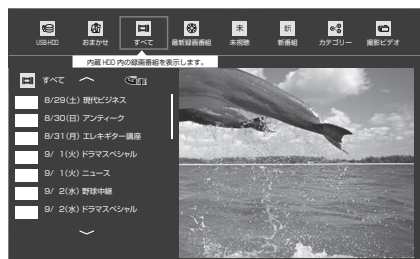 USB-HDD
おまかせ
すべて
最新録画番組
未 未視聴
新 新番組
カテゴリー
撮影ビデオ
内蔵 HDD 内の録画番組を表示します。
すべて
8/29(土) 現代ビジネス
8/30(日) アンティーク
8/31(月) エレキギター講座
9/ 1(火) ドラマスペシャル
9/ 1(火) ニュース
9/ 2(水) 野球中継
9/ 2(水) ドラマスペシャル